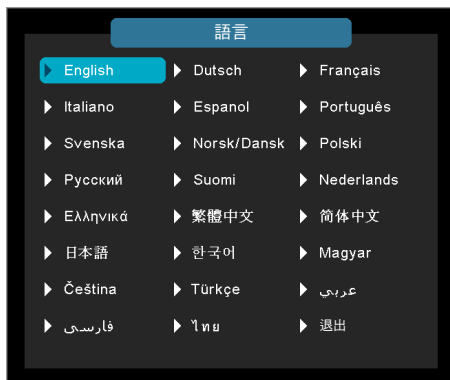 語言
English Dutsch Français
Italiano Espanol Português
Svenska Norsk/Dansk Polski
Русский Suomi Nederlands
Ελληνικά 繁體中文 简体中文
日本語 한국어 Magyar
Čeština Türkçe عربي
فارسی ไทย 退出